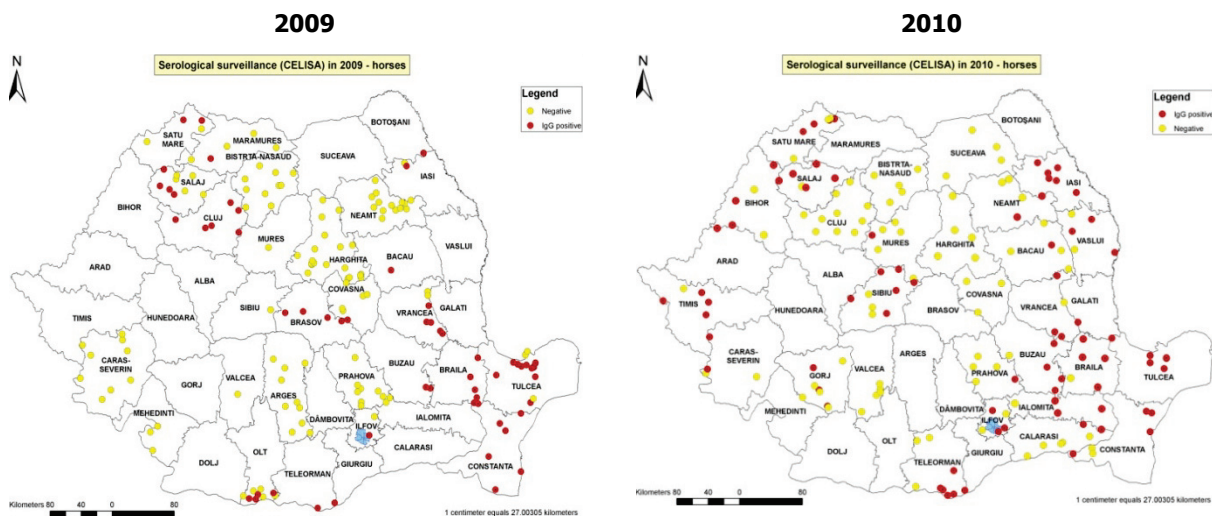 2009
N
Serological surveillance (CELISA) in 2009 - horses
Legend
Negative
IgG positive
BOTOŞANI
SATU
MARE
MARAMURES
BISTRTA-NASAUD
SUCEAVA
SALAJ
IASI
BIHOR
CLUJ
NEAMT
MURES
VASLUI
HARGHITA
BACAU
ARAD
ALBA
COVASNA
SIBIU
BRASOV
VRANCEA
GALATI
TIMIS
HUNEDOARA
CARAS-
SEVERIN
BUZAU
BRAILA
TULCEA
GORJ
VALCEA
ARGES
PRAHOVA
MEHEDINTI
DÂMBOVITA
IALOMITA
ILFOV
CALARASI
DOLJ
OLT
GIURGIU
TELEORMAN
CONSTANTA
Kilometers
80 40 0 80
1 centimeter equals 27.00305 kilometers
2010
N
Serological surveillance (CELISA) in 2010 - horses
Legend
IgG positive
Negative
BOTOŞANI
SATU MARE
MARAMURES
SUCEAVA
BISTRTA-
NASAUD
SALAJ
IASI
BIHOR
NEAMT
CLUJ
MURES
HARGHITA
BACAU
VASLUI
ARAD
ALBA
SIBIU
COVASNA
TIMIS
HUNEDOARA
BRASOV
VRANCEA
GALATI
CARAS-
SEVERIN
ARGES
BUZAU
BRAILA
TULCEA
GORJ
VALCEA
PRAHOVA
MEHEDINTI
DÂMBOVITA
IALOMITA
ILFOV
CALARASI
OLT
DOLJ
GIURGIU
TELEORMAN
CONSTANTA
Kilometers
80 40 0 80
1 centimeter equals 27.00305 kilometers